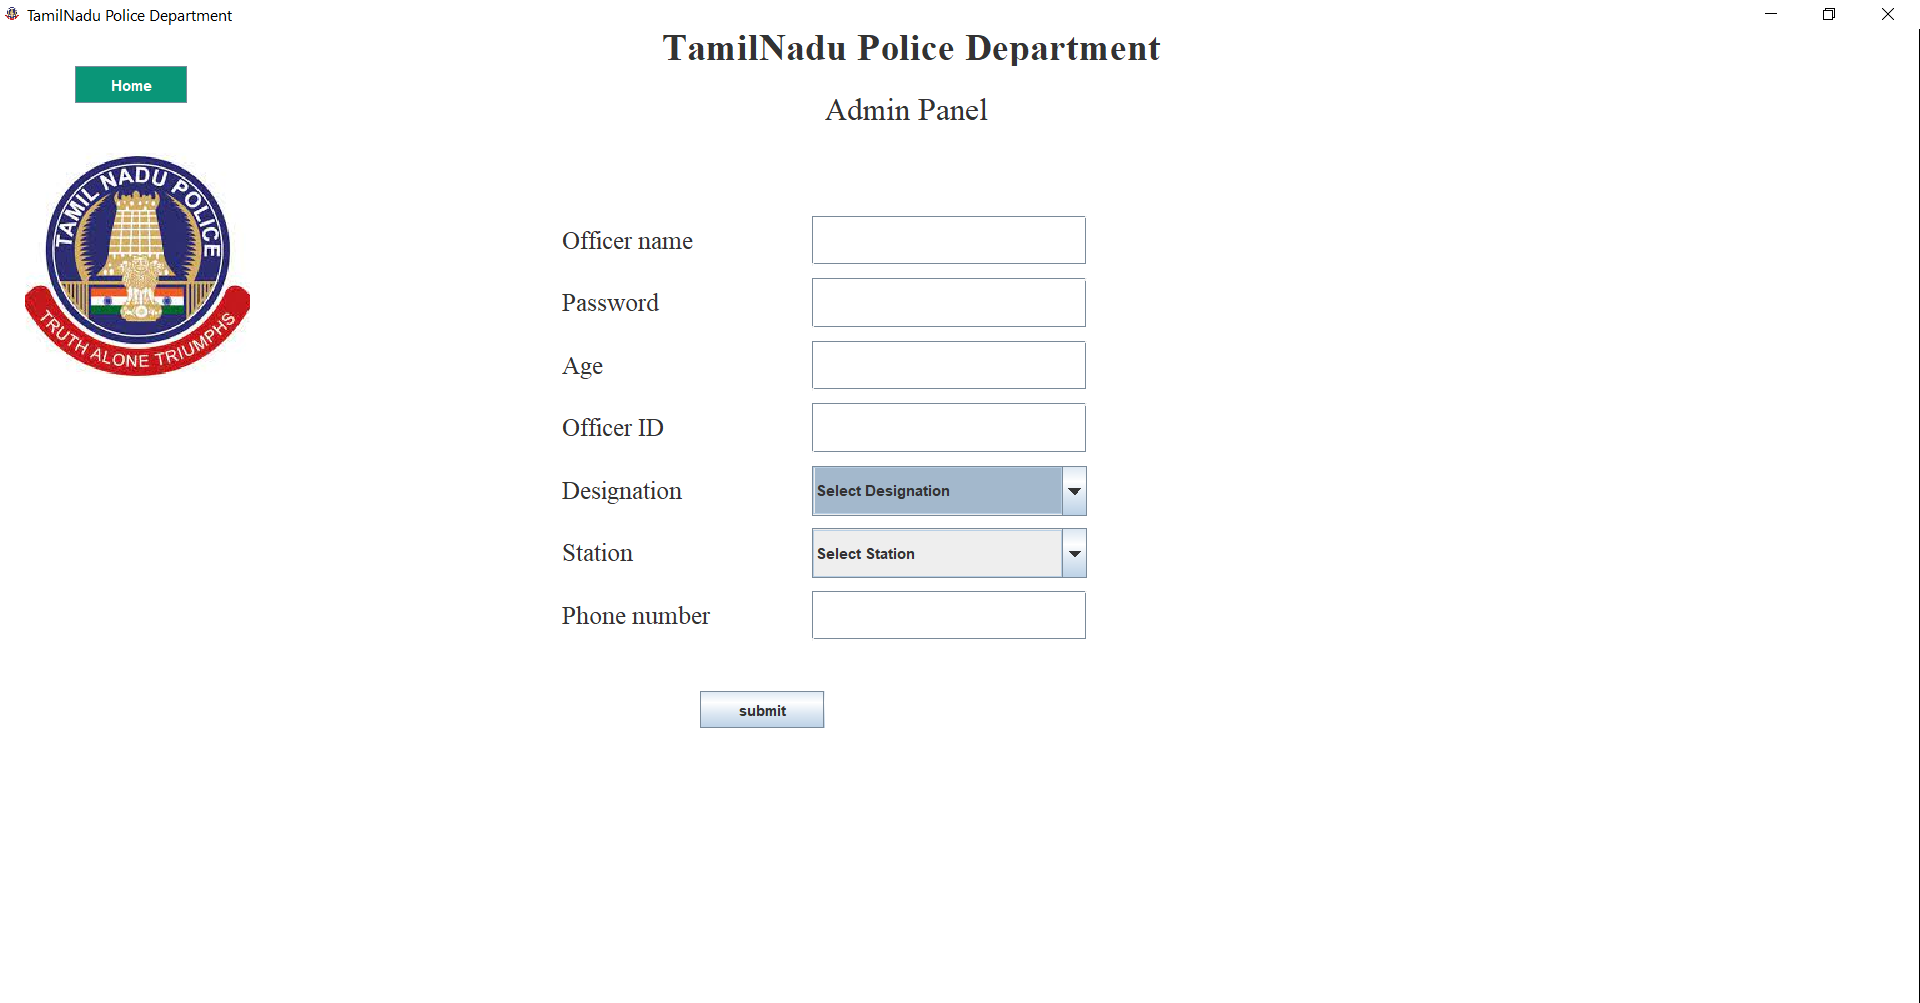 TamilNadu Police Department
TamilNadu Police Department
Home
Admin Panel
TAMIL NADU POLICE
TRUTH ALONE TRIUMPHS
Officer name
Password
Age
Officer ID
Designation
Select Designation
Station
Select Station
Phone number
submit